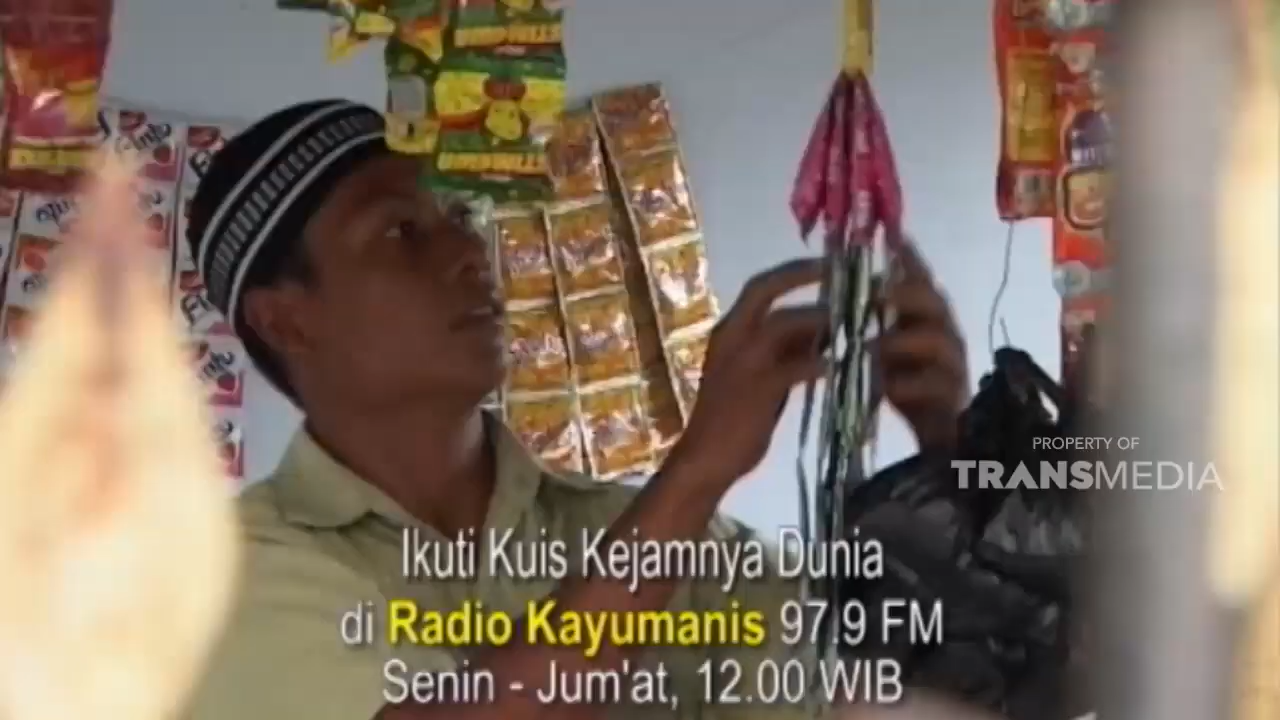 PROPERTY OF
TRANSMEDIA
Ikuti Kuis Kejamnya Dunia
di Radio Kayumanis 97.9 FM
Senin - Jum'at, 12.00 WIB